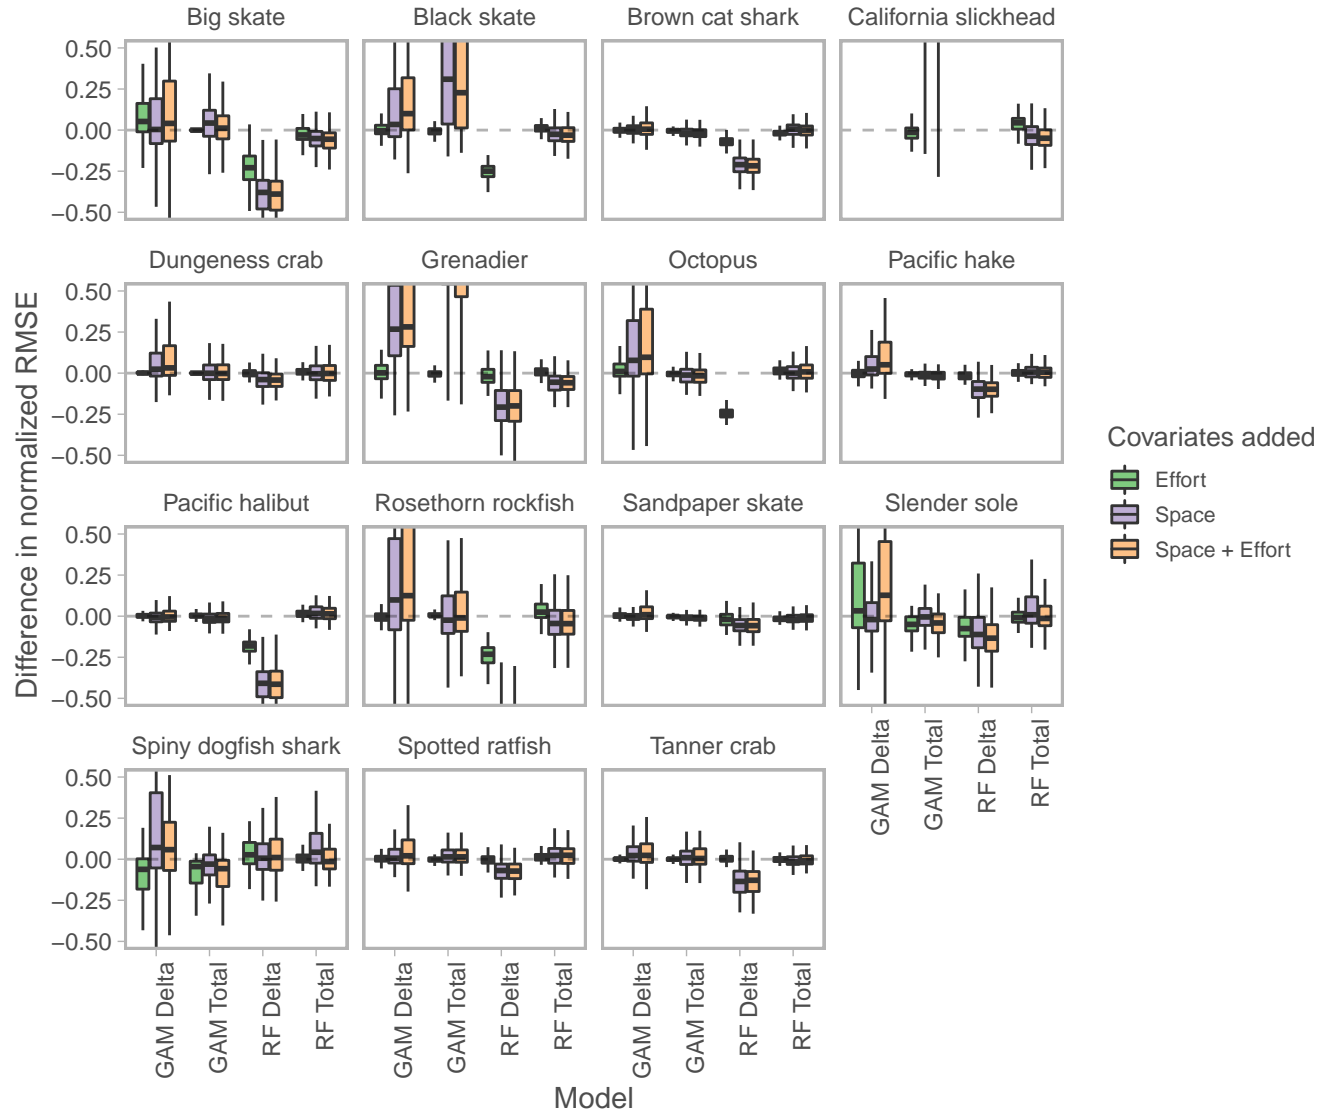 Big skate
Black skate
Brown cat shark
California slickhead
0.50
0.25
0.00
−0.25
−0.50
Dungeness crab
Grenadier
Octopus
Pacific hake
0.50
0.25
0.00
−0.25
−0.50
Pacific halibut
Rosethorn rockfish
Sandpaper skate
Slender sole
0.50
0.25
0.00
−0.25
−0.50
Spiny dogfish shark
Spotted ratfish
Tanner crab
0.50
0.25
0.00
−0.25
−0.50
GAM Delta
GAM Total
RF Delta
RF Total
GAM Delta
GAM Total
RF Delta
RF Total
GAM Delta
GAM Total
RF Delta
RF Total
GAM Delta
GAM Total
RF Delta
RF Total
Model
Difference in normalized RMSE
Covariates added
Effort
Space
Space + Effort